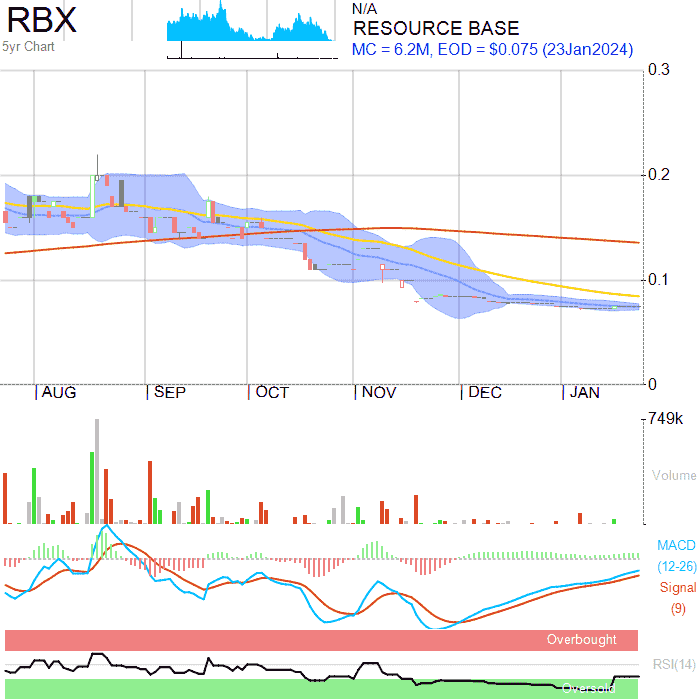 RBX
5yr Chart
N/A
RESOURCE BASE
MC = 6.2M, EOD = $0.075 (23Jan2024)
0.3
0.2
0.1
0
AUG SEP OCT NOV DEC JAN
749k
Volume
MACD
(12-26)
Signal
(9)
Overbought
RSI(14)
Oversold